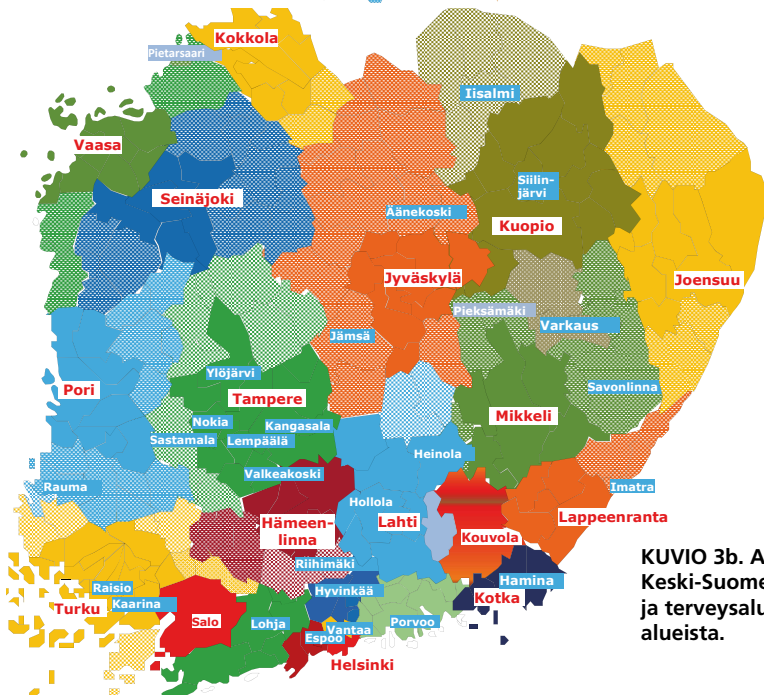 Kokkola
Pietarsaari
Iisalmi
Vaasa
Siilin-
järvi
Seinäjoki
Äänekoski
Kuopio
Jyväskylä
Joensuu
Pieksämäki
Varkaus
Jämsä
Ylöjärvi
Pori
Tampere
Savonlinna
Mikkeli
Nokia
Kangasala
Sastamala
Lempäälä
Heinola
Valkeakoski
Rauma
Imatra
Hollola
Hämeen-
linna
Lahti
Lappeenranta
Kouvola
Riihimäki
Hamina
Raisio
Hyvinkää
Kotka
Turku
Kaarina
Salo
Lohja
Vantaa
Porvoo
Espoo
Helsinki
KUVIO 3b. A
Keski-Suome
ja terveysalu
alueista.